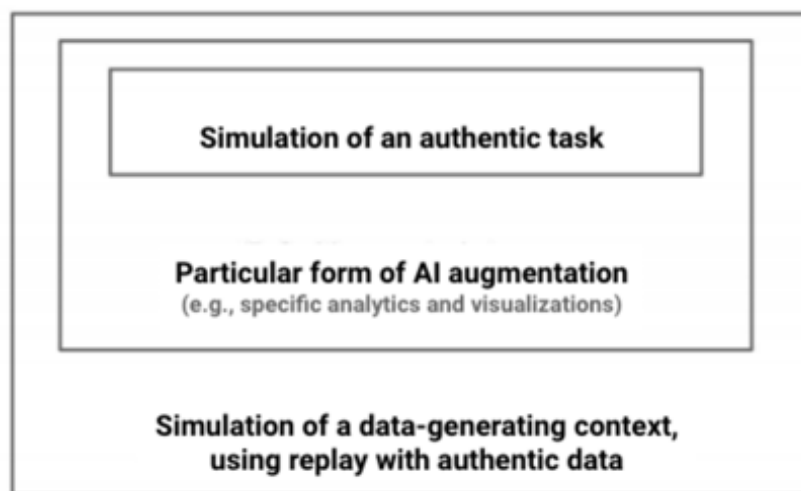 Simulation of an authentic task
Particular form of AI augmentation
(e.g., specific analytics and visualizations)
Simulation of a data-generating context,
using replay with authentic data